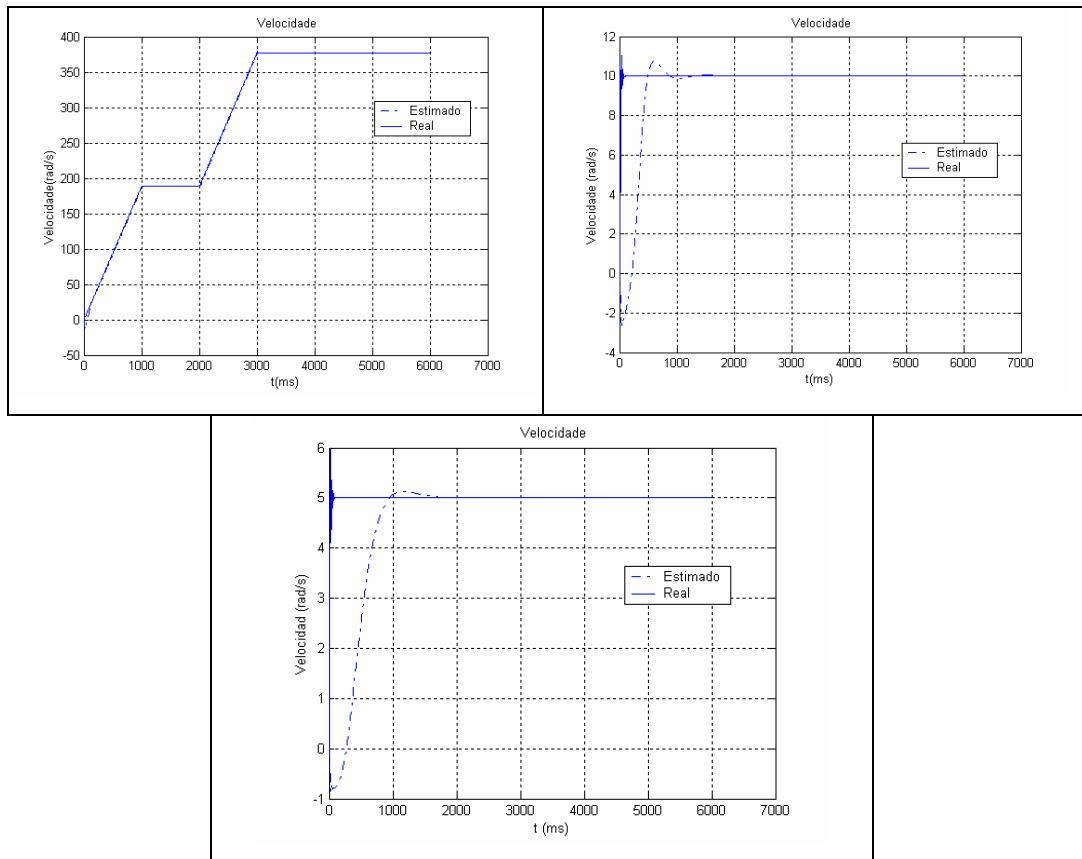 Velocidade
400
350
300
250
200
150
100
50
0
-50
Velocidade(rad/s)
Estimado
Real
0 1000 2000 3000 4000 5000 6000 7000
t(ms)
Velocidade
12
10
8
6
4
2
0
-2
-4
Velocidade (rad/s)
Estimado
Real
0 1000 2000 3000 4000 5000 6000 7000
t(ms)
Velocidade
6
5
4
3
2
1
0
-1
Velocidad (rad/s)
Estimado
Real
0 1000 2000 3000 4000 5000 6000 7000
t (ms)